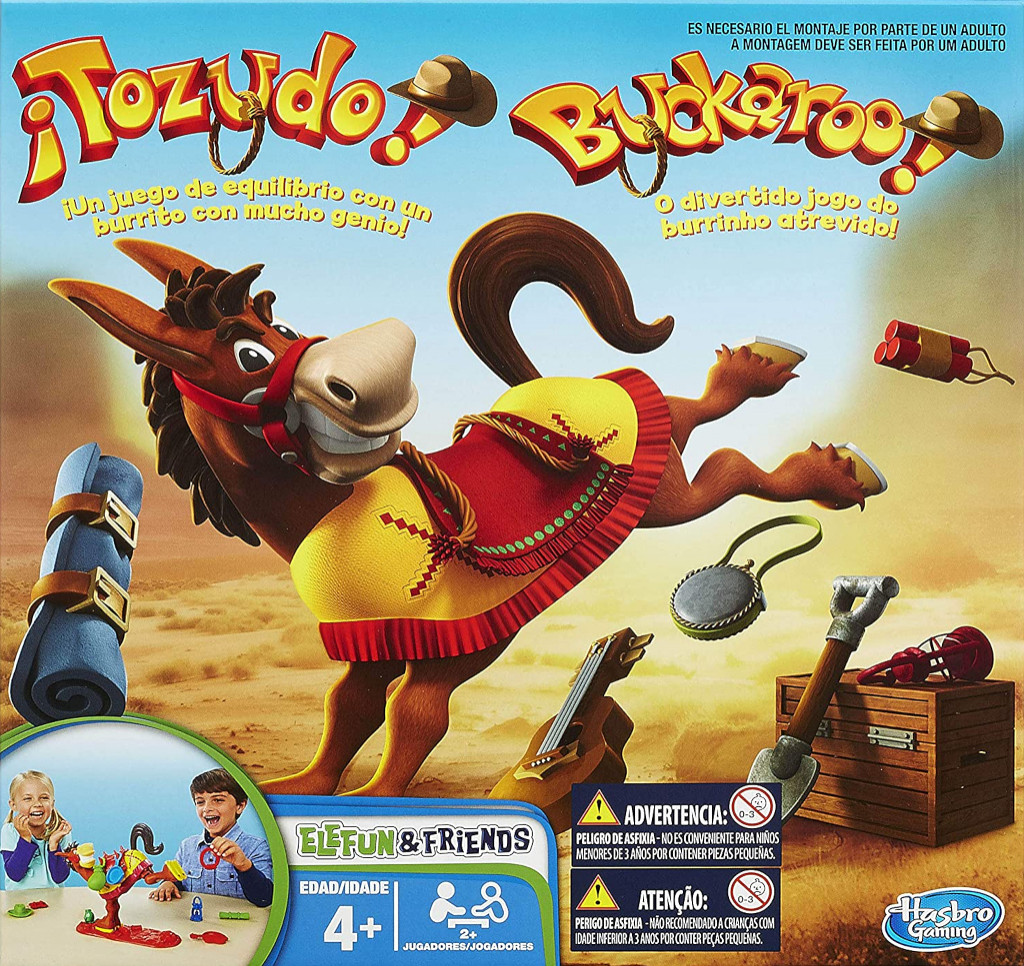 ES NECESARIO EL MONTAJE POR PARTE DE UN ADULTO
A MONTAGEM DEVE SER FEITA POR UM ADULTO
¡Tozudo!
¡Un juego de equilibrio con un
burrito con mucho genio!
Buckaroo!
O divertido jogo do
burrinho atrevido!
ELEFUN & FRIENDS
EDAD/IDADE
4+
2+
JUGADORES/JOGADORES
ADVERTENCIA:
0-3
PELIGRO DE ASFIXIA – NO ES CONVENIENTE PARA NIÑOS
MENORES DE 3 AÑOS POR CONTENER PIEZAS PEQUEÑAS.
ATENÇÃO:
0-3
PERIGO DE ASFIXIA – NÃO RECOMENDADO A CRIANÇAS COM
IDADE INFERIOR A 3 ANOS POR CONTER PEÇAS PEQUENAS.
Hasbro
Gaming